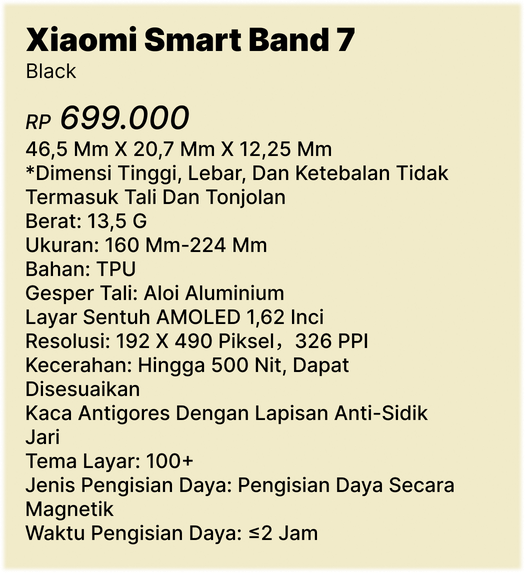 Xiaomi Smart Band 7
Black
RP 699.000
46,5 Mm X 20,7 Mm X 12,25 Mm
*Dimensi Tinggi, Lebar, Dan Ketebalan Tidak
Termasuk Tali Dan Tonjolan
Berat: 13,5 G
Ukuran: 160 Mm-224 Mm
Bahan: TPU
Gesper Tali: Aloi Aluminium
Layar Sentuh AMOLED 1,62 Inci
Resolusi: 192 X 490 Piksel，326 PPI
Kecerahan: Hingga 500 Nit, Dapat
Disesuaikan
Kaca Antigores Dengan Lapisan Anti-Sidik
Jari
Tema Layar: 100+
Jenis Pengisian Daya: Pengisian Daya Secara
Magnetik
Waktu Pengisian Daya: ≤2 Jam